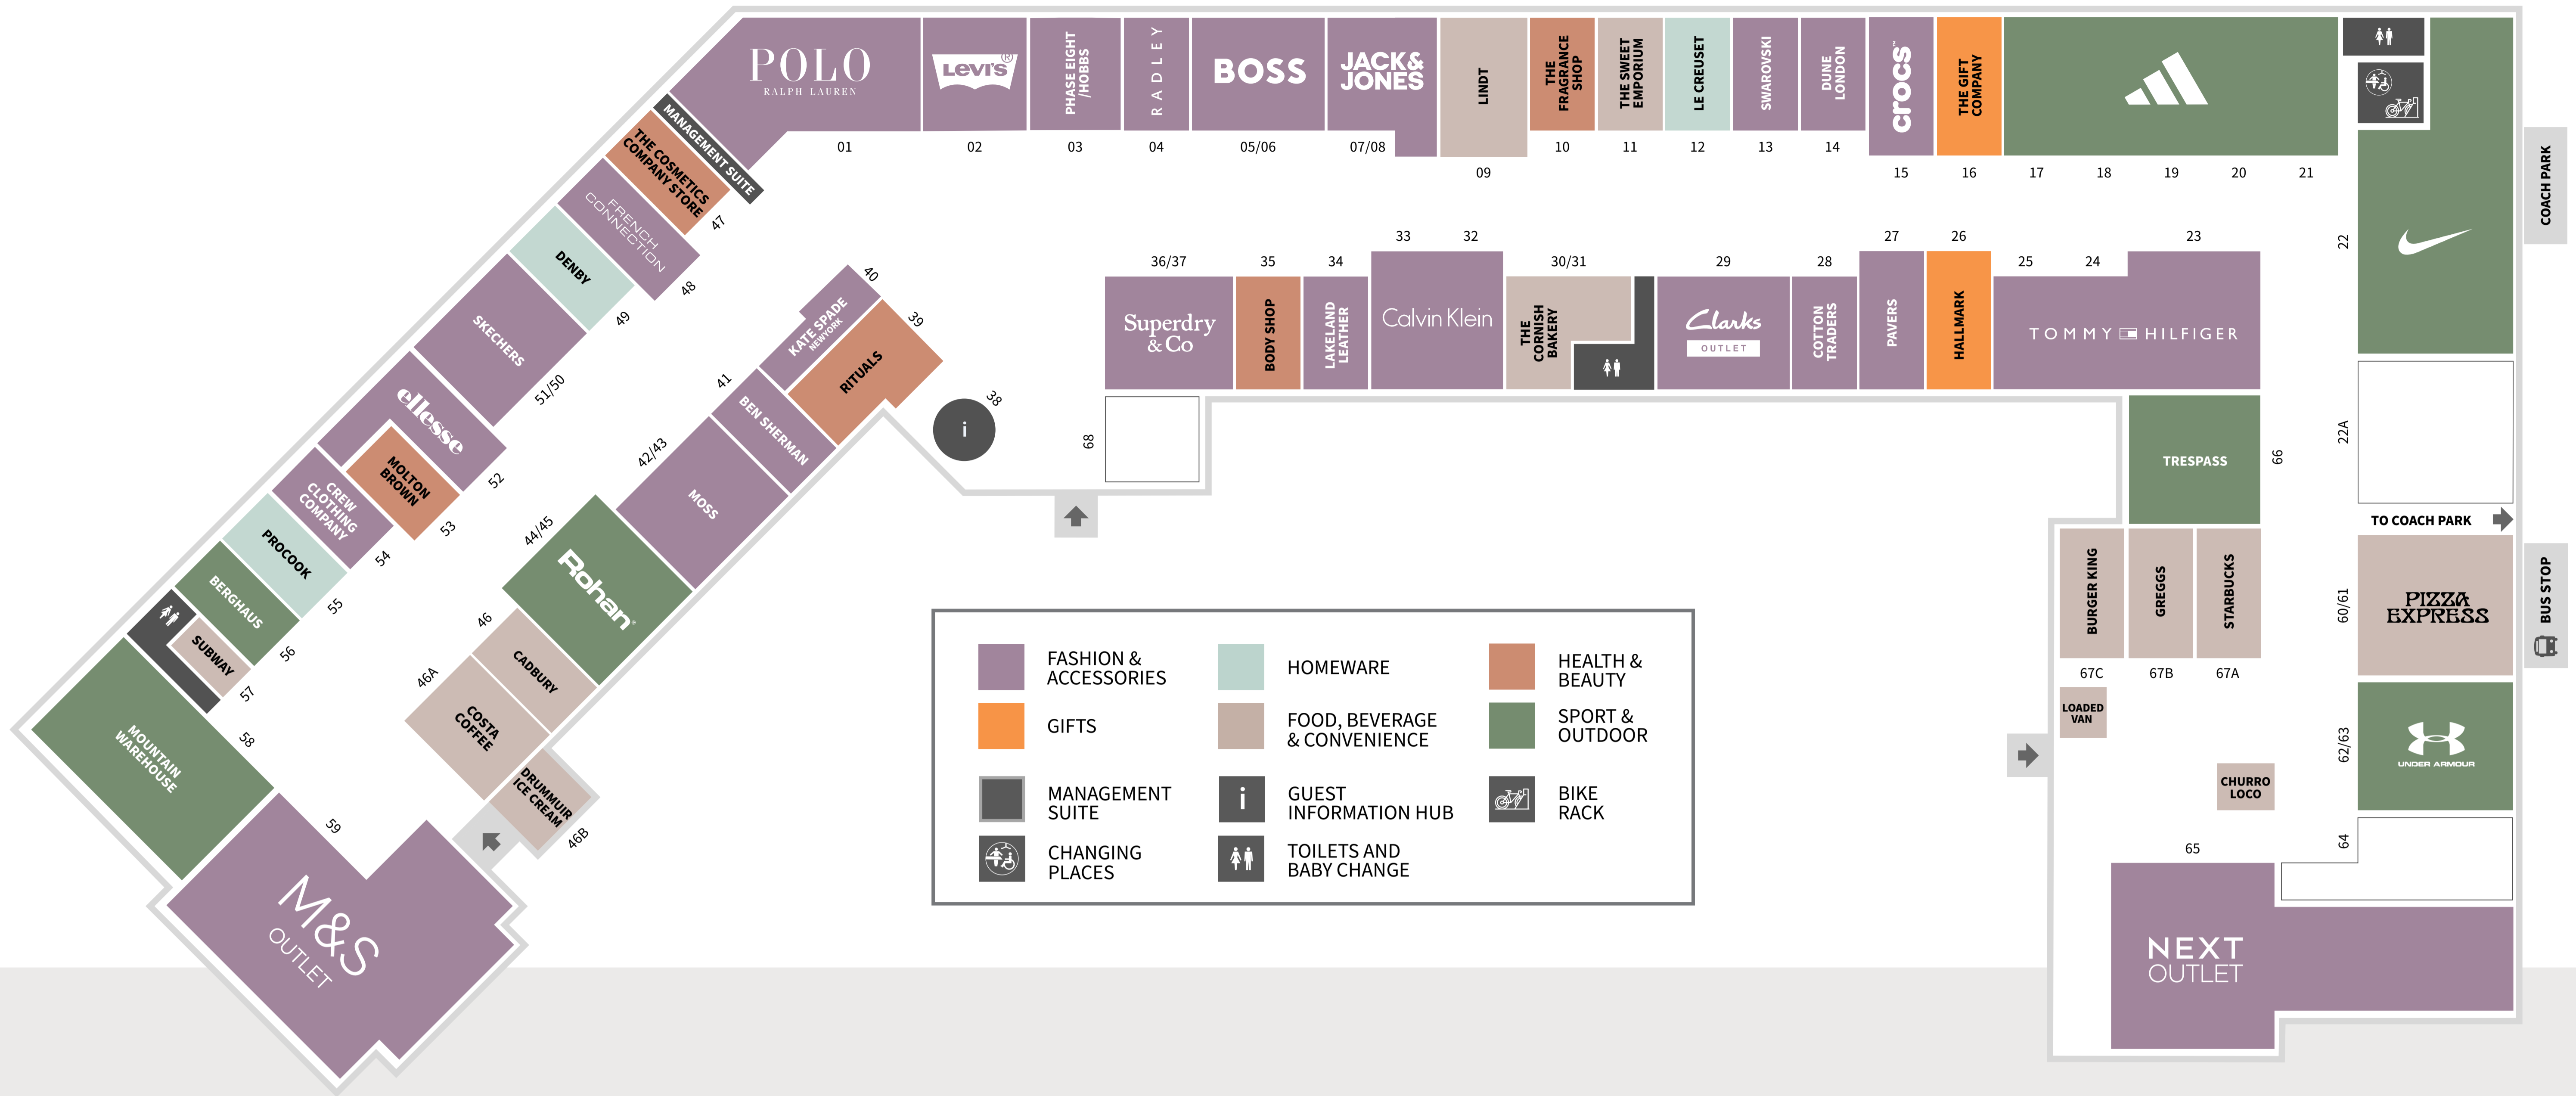 POLO
RALPH LAUREN
01
LEVI'S®
02
PHASE EIGHT
/HOBBS
03
RADLEY
04
BOSS
05/06
JACK&
JONES
07/08
LINDT
09
THE
FRAGRANCE
SHOP
10
THE SWEET
EMPORIUM
11
LE CREUSET
12
SWAROVSKI
13
DUNE
LONDON
14
crocs™
15
THE GIFT
COMPANY
16
17
18
19
20
21
22
COACH PARK
MANAGEMENT SUITE
THE COSMETICS
COMPANY STORE
47
FRENCH
CONNECTION
48
DENBY
49
SKECHERS
51/50
ellesse
52
MOLTON
BROWN
53
CREW
CLOTHING
COMPANY
54
PROCOOK
55
BERGHAUS
56
SUBWAY
57
MOUNTAIN
WAREHOUSE
58
M&S
OUTLET
59
40
KATE SPADE
NEWYORK
39
RITUALS
41
BEN SHERMAN
42/43
MOSS
44/45
Rohan®
46
CADBURY
46A
COSTA
COFFEE
DRUMMUIR
ICE CREAM
46B
38
i
36/37
Superdry
& Co
35
BODY SHOP
34
LAKELAND
LEATHER
33
32
Calvin Klein
30/31
THE
CORNISH
BAKERY
29
Clarks
OUTLET
28
COTTON
TRADERS
27
PAVERS
26
HALLMARK
25
24
23
TOMMY HILFIGER
68
TRESPASS
66
22A
TO COACH PARK
BURGER KING
67C
GREGGS
67B
STARBUCKS
67A
60/61
PIZZA
EXPRESS
BUS STOP
LOADED
VAN
62/63
UNDER ARMOUR
CHURRO
LOCO
64
65
NEXT
OUTLET
FASHION &
ACCESSORIES
HOMEWARE
HEALTH &
BEAUTY
GIFTS
FOOD, BEVERAGE
& CONVENIENCE
SPORT &
OUTDOOR
MANAGEMENT
SUITE
i
GUEST
INFORMATION HUB
BIKE
RACK
CHANGING
PLACES
TOILETS AND
BABY CHANGE